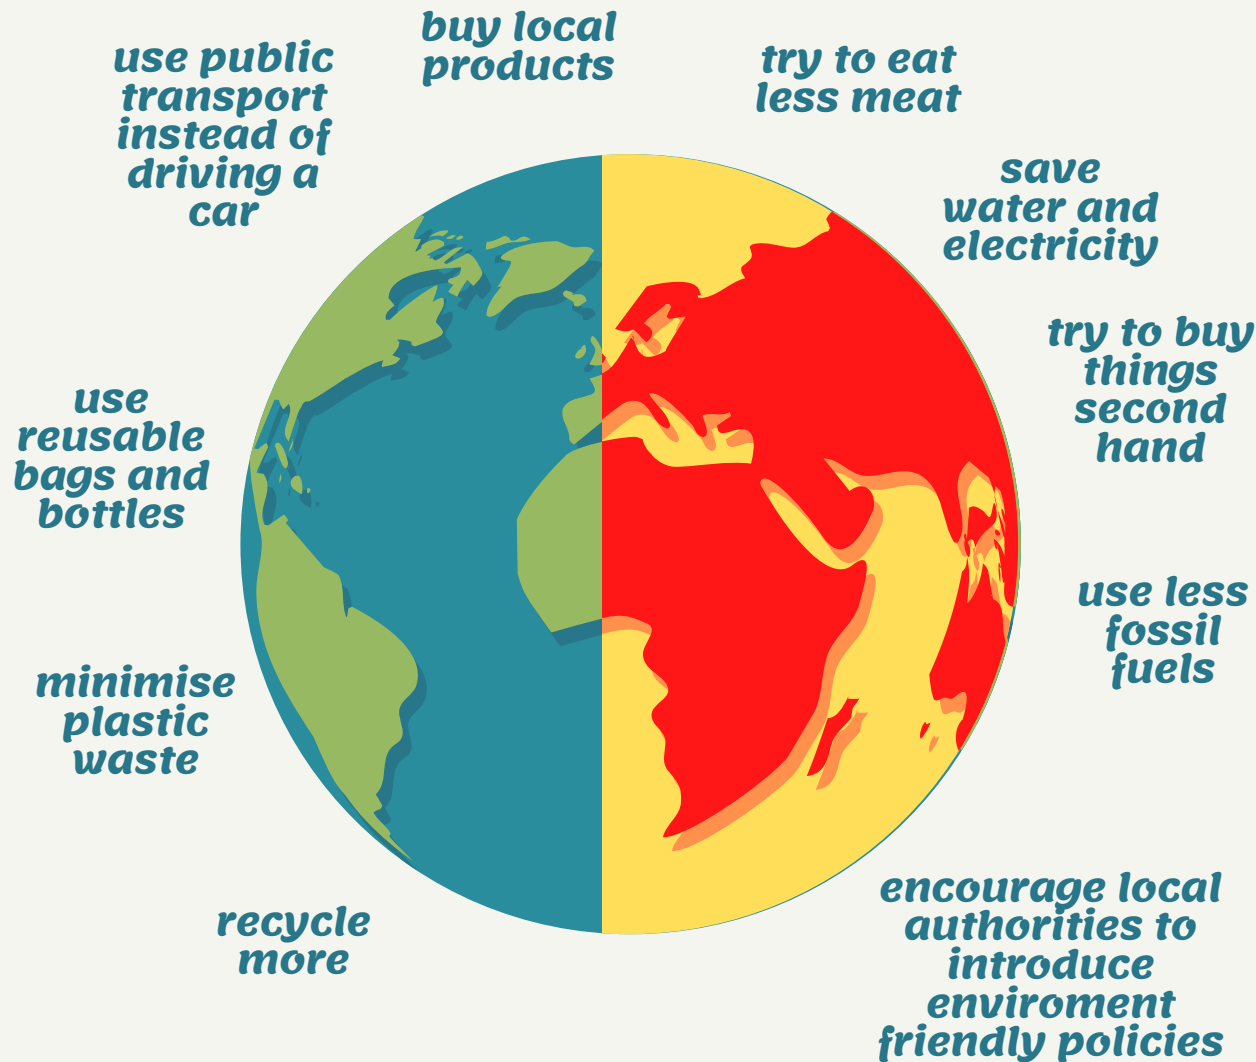 buy local
products
use public
transport
instead of
driving a
car
try to eat
less meat
save
water and
electricity
try to buy
things
second
hand
use
reusable
bags and
bottles
use less
fossil
fuels
minimise
plastic
waste
recycle
more
encourage local
authorities to
introduce
enviroment
friendly policies